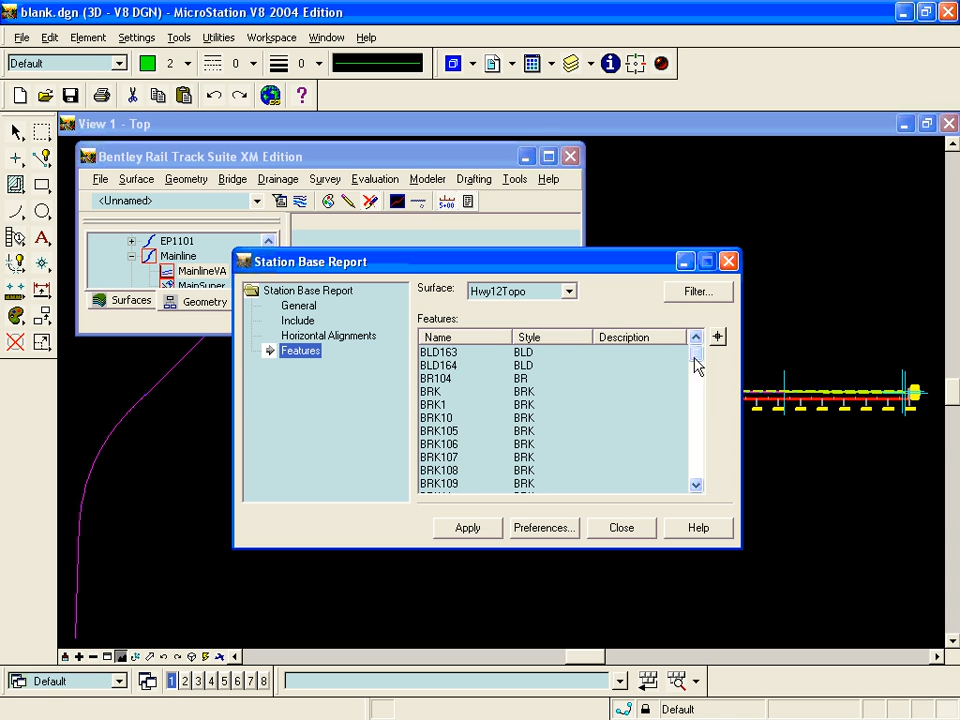 blank.dgn (3D - V8 DGN) - MicroStation V8 2004 Edition
File Edit Element Settings Tools Utilities Workspace Window Help
Default 2 0 0
View 1 - Top
Bentley Rail Track Suite XM Edition
File Surface Geometry Bridge Drainage Survey Evaluation Modeler Drafting Tools Help
<Unnamed>
EP1101
Mainline
MainlineVA
MainSuper
Surfaces Geometry
Station Base Report
Station Base Report
General
Include
Horizontal Alignments
Features
Surface: Hwy12Topo Filter...
Features:
Name Style Description
BLD163 BLD
BLD164 BLD
BR104 BR
BRK BRK
BRK1 BRK
BRK10 BRK
BRK105 BRK
BRK106 BRK
BRK107 BRK
BRK108 BRK
BRK109 BRK
Apply Preferences... Close Help
Default 1 2 3 4 5 6 7 8
Default